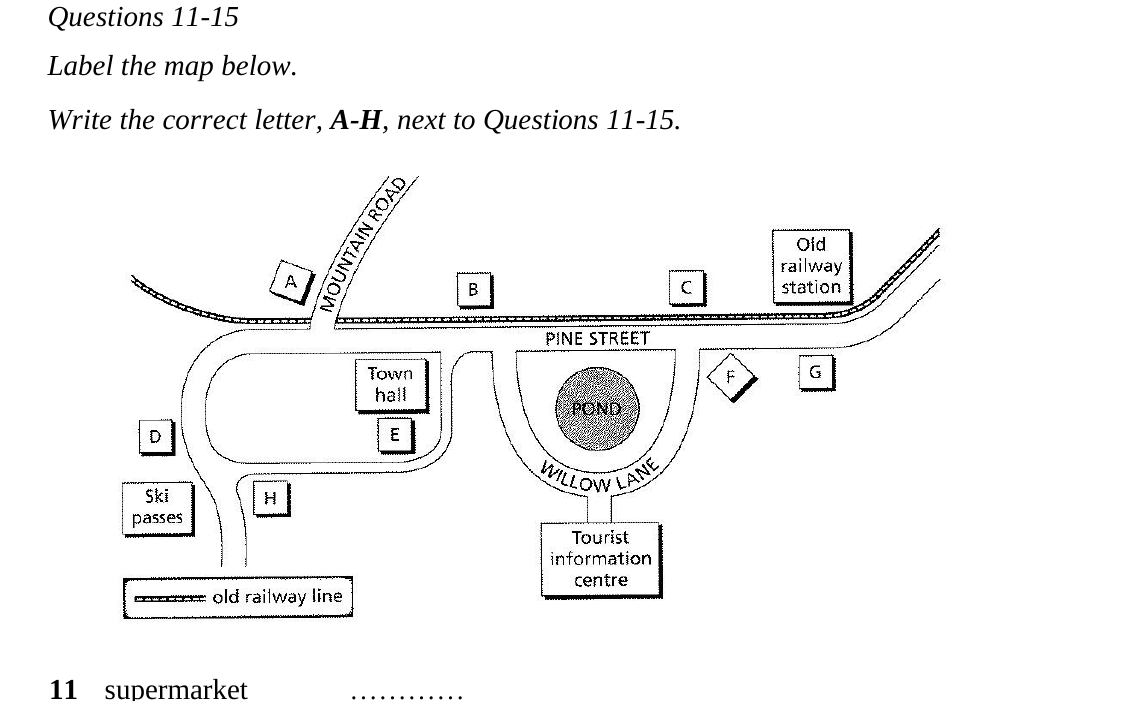 Questions 11-15
Label the map below.
Write the correct letter, A-H, next to Questions 11-15.
MOUNTAIN ROAD
Old
railway
station
A
B
C
PINE STREET
Town
hall
F
G
POND
D
E
WILLOW LANE
Ski
passes
H
Tourist
information
centre
old railway line
11 supermarket ............